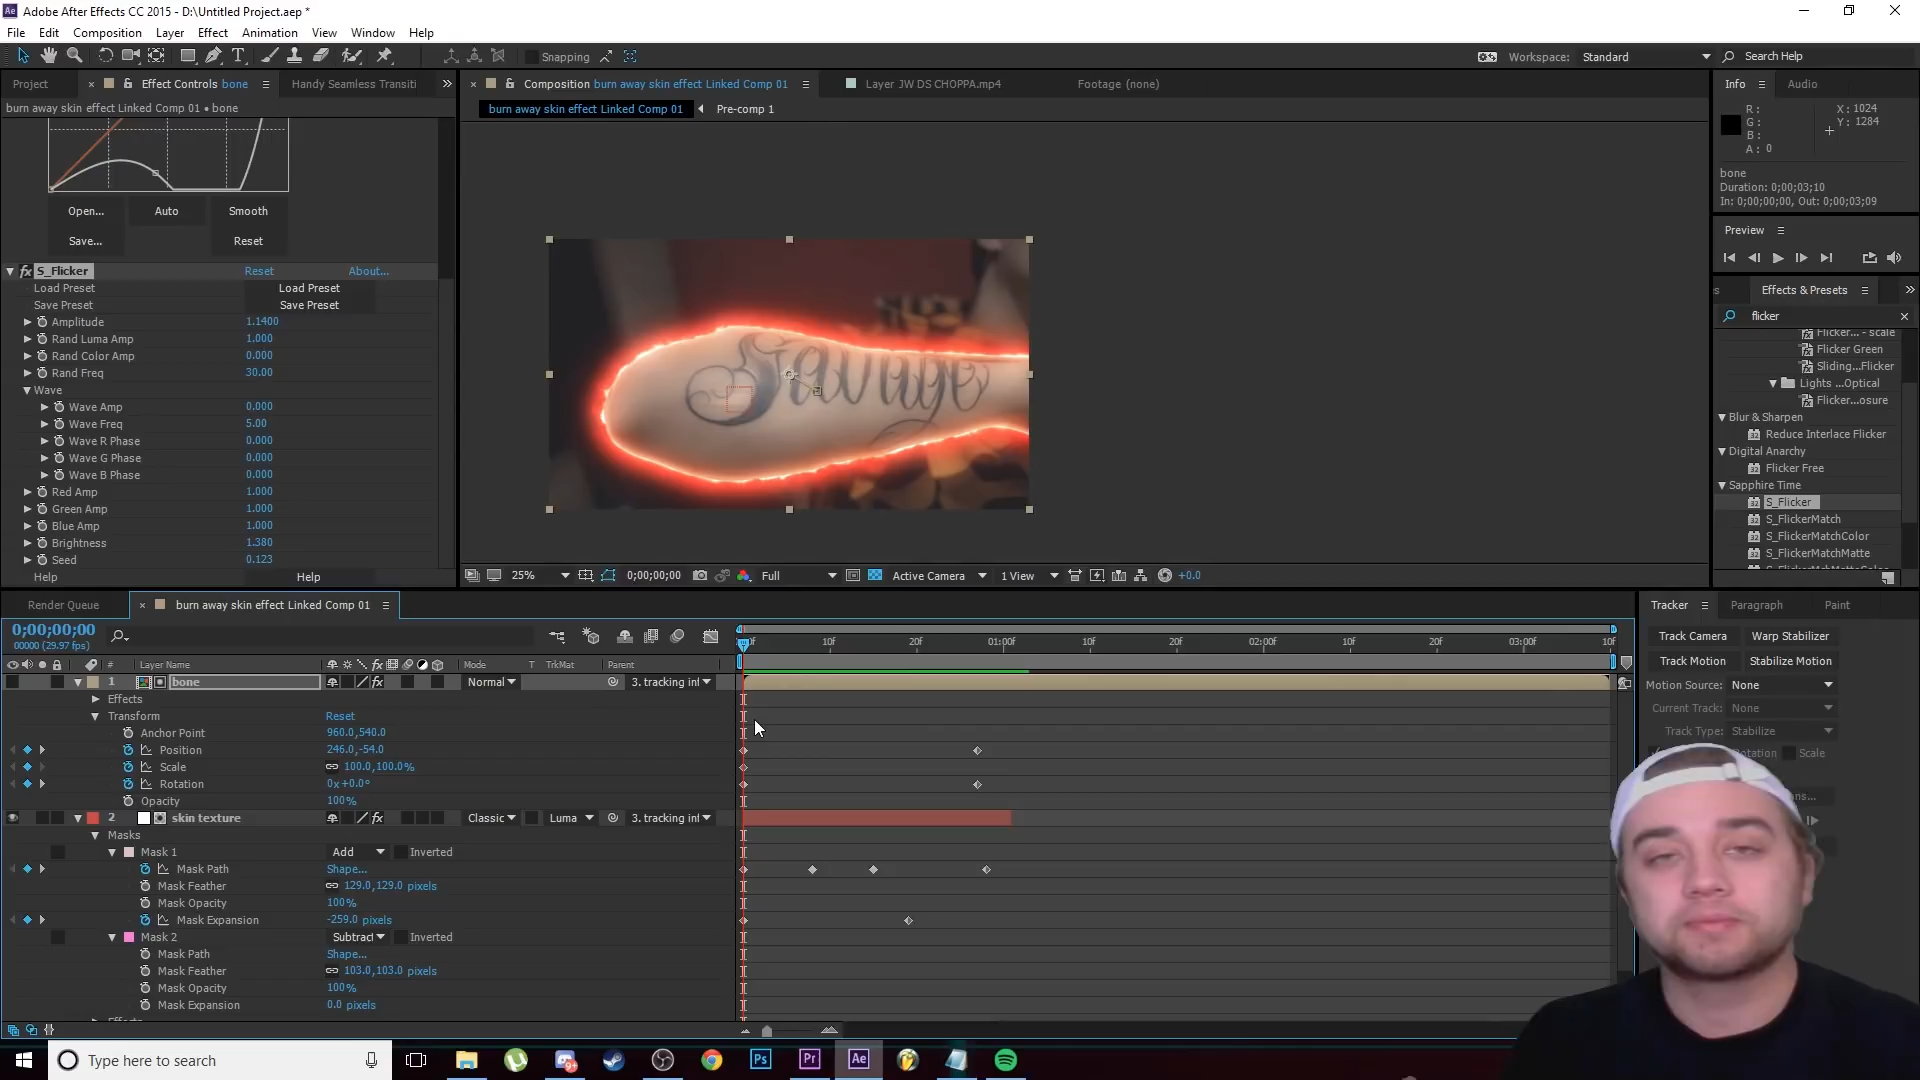 Adobe After Effects CC 2015 - D:\Untitled Project.aep *
File Edit Composition Layer Effect Animation View Window Help
Snapping
Workspace: Standard
Search Help
Project
Effect Controls bone
Handy Seamless Transiti
Composition burn away skin effect Linked Comp 01
Layer JW DS CHOPPA.mp4
Footage (none)
Info
Audio
burn away skin effect Linked Comp 01 • bone
burn away skin effect Linked Comp 01
Pre-comp 1
R :
G :
B :
A : 0
X : 1024
Y : 1284
bone
Duration: 0;00;03;10
In: 0;00;00;00, Out: 0;00;03;09
Open... Auto Smooth
Save... Reset
Preview
S_Flicker Reset About...
Load Preset Load Preset
Save Preset Save Preset
Amplitude 1.1400
Rand Luma Amp 1.000
Rand Color Amp 0.000
Rand Freq 30.00
Wave
Wave Amp 0.000
Wave Freq 5.00
Wave R Phase 0.000
Wave G Phase 0.000
Wave B Phase 0.000
Red Amp 1.000
Green Amp 1.000
Blue Amp 1.000
Brightness 1.380
Seed 0.123
Help Help
Savage
Effects & Presets
flicker
Flicker... - scale
Flicker Green
Sliding...Flicker
Lights ...Optical
Flicker...osure
Blur & Sharpen
Reduce Interlace Flicker
Digital Anarchy
Flicker Free
Sapphire Time
S_Flicker
S_FlickerMatch
S_FlickerMatchColor
S_FlickerMatchMatte
25% 0;00;00;00 Full Active Camera 1 View +0.0
Render Queue
burn away skin effect Linked Comp 01
Tracker
Paragraph
Paint
0;00;00;00
00000 (29.97 fps)
10f 20f 01:00f 10f 20f 02:00f 10f 20f 03:00f 10f
Track Camera Warp Stabilizer
Track Motion Stabilize Motion
Motion Source: None
Current Track: None
Track Type: Stabilize
Scale
# Layer Name Mode T TrkMat Parent
1 bone Normal 3. tracking inf
Effects
Transform Reset
Anchor Point 960.0,540.0
Position 246.0,-54.0
Scale 100.0,100.0%
Rotation 0x+0.0°
Opacity 100%
2 skin texture Classic Luma 3. tracking inf
Masks
Mask 1 Add Inverted
Mask Path Shape...
Mask Feather 129.0,129.0 pixels
Mask Opacity 100%
Mask Expansion -259.0 pixels
Mask 2 Subtract Inverted
Mask Path Shape...
Mask Feather 103.0,103.0 pixels
Mask Opacity 100%
Mask Expansion 0.0 pixels
Type here to search
Ps
Pr
Ae